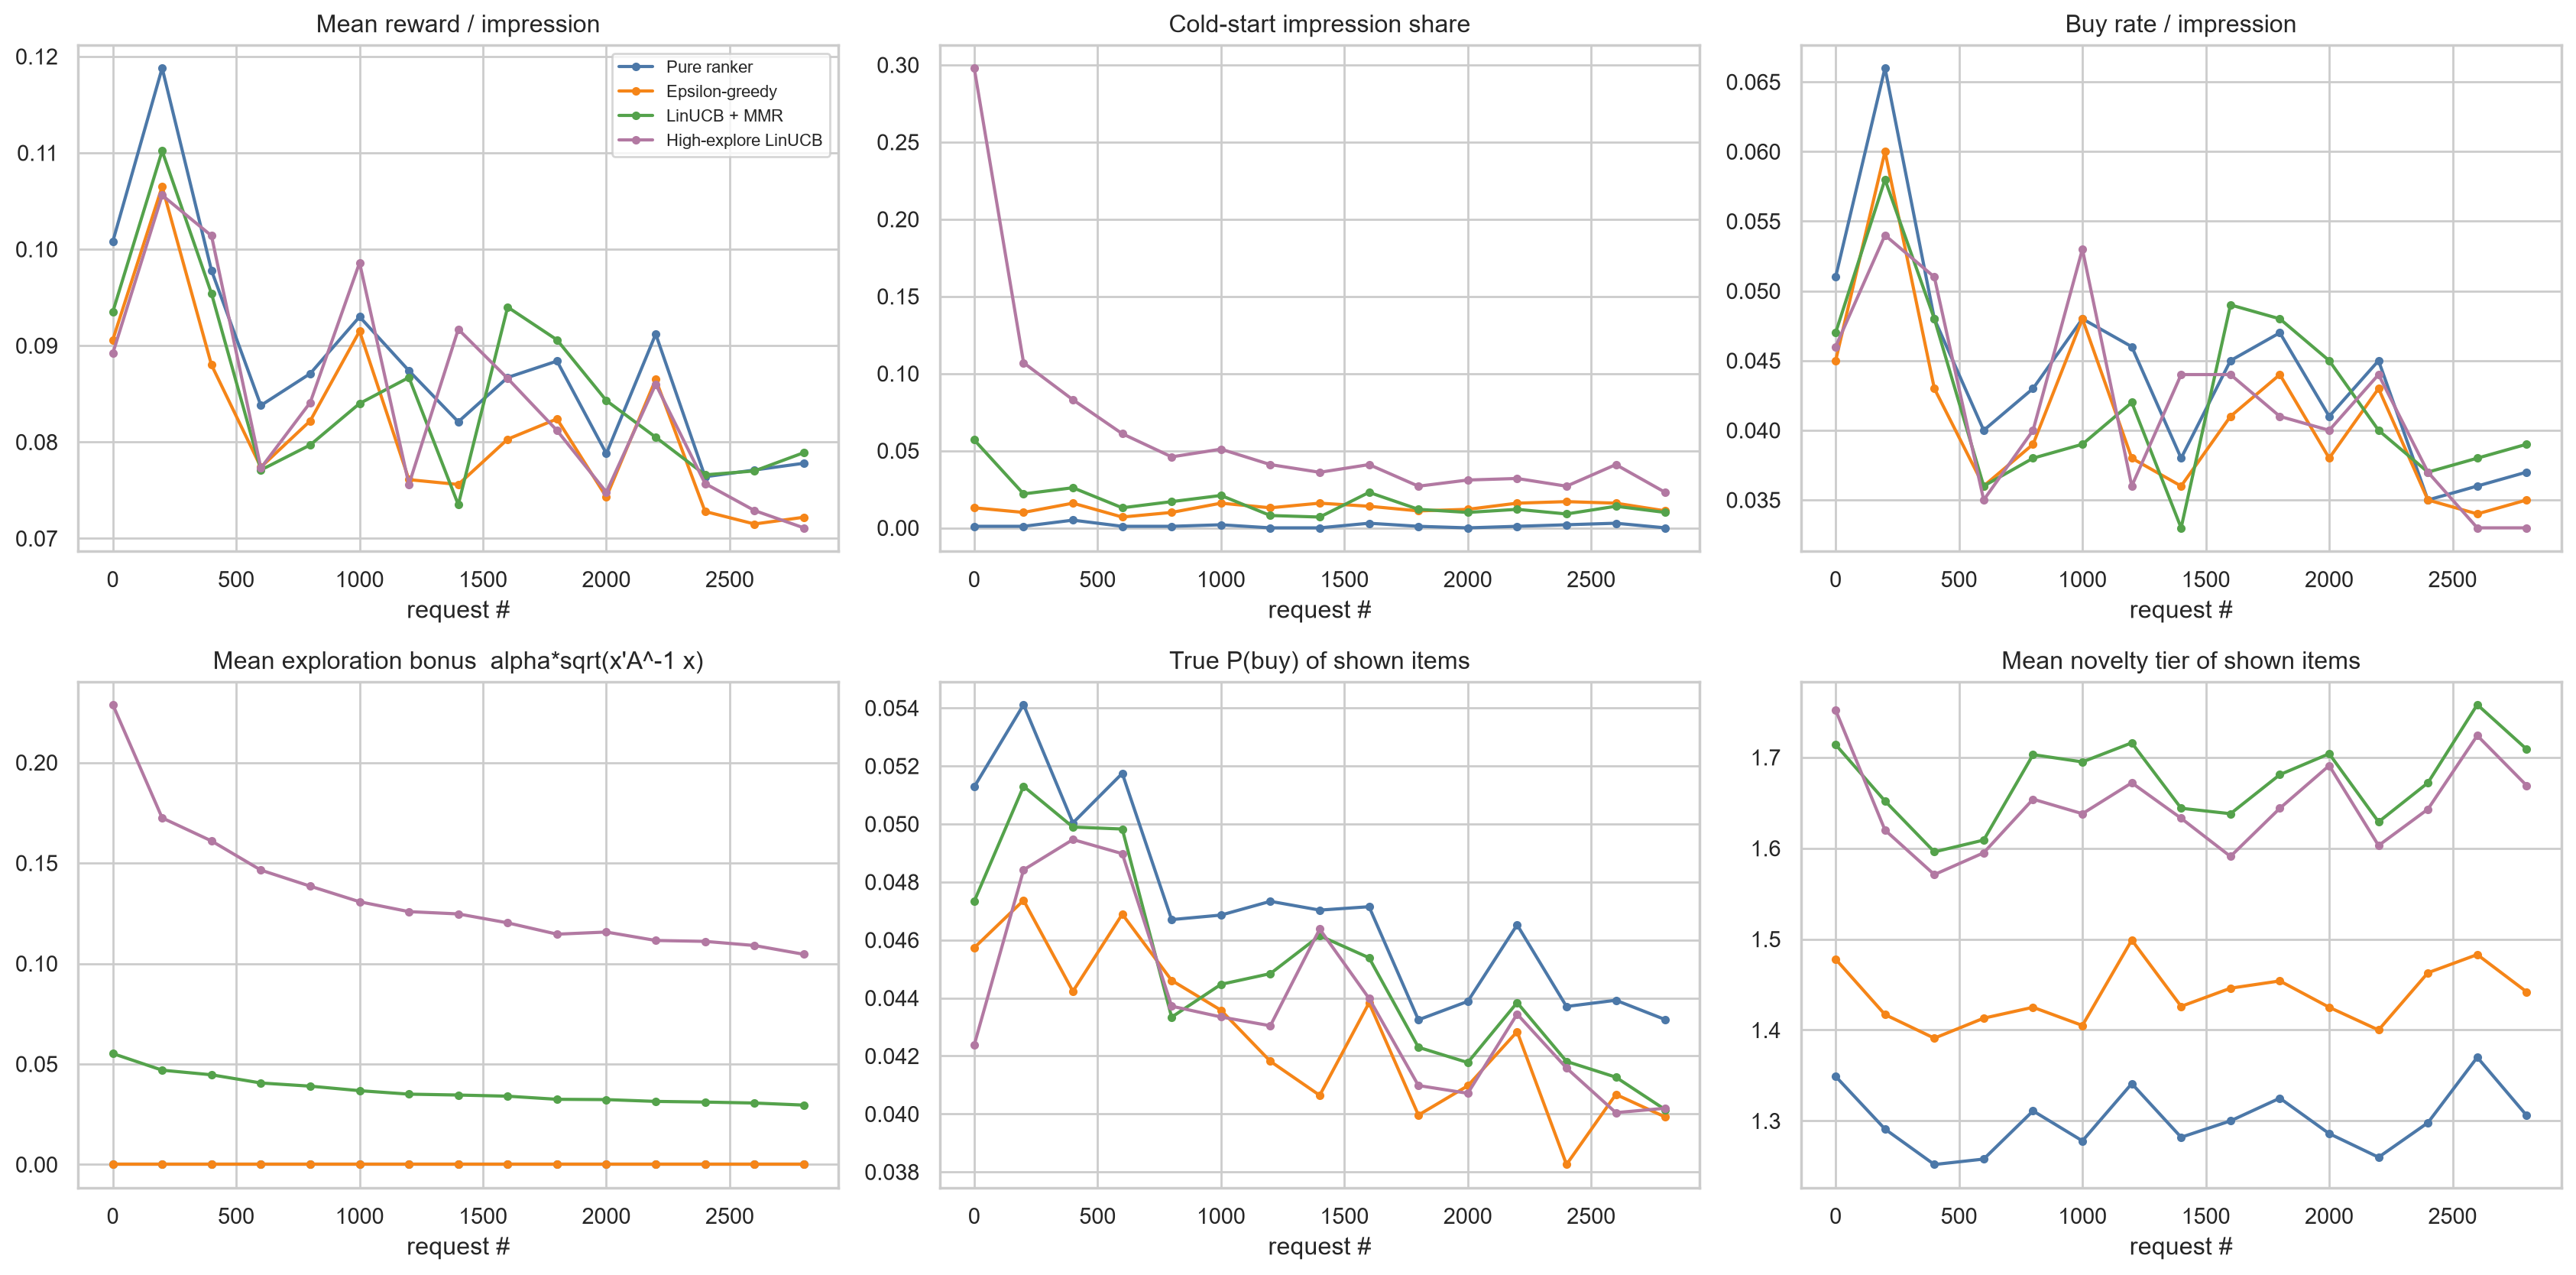 Mean reward / impression
0.12
0.11
0.10
0.09
0.08
0.07
Pure ranker
Epsilon-greedy
LinUCB + MMR
High-explore LinUCB
0 500 1000 1500 2000 2500
request #
Cold-start impression share
0.30
0.25
0.20
0.15
0.10
0.05
0.00
0 500 1000 1500 2000 2500
request #
Buy rate / impression
0.065
0.060
0.055
0.050
0.045
0.040
0.035
0 500 1000 1500 2000 2500
request #
Mean exploration bonus  alpha*sqrt(x'A^-1 x)
0.20
0.15
0.10
0.05
0.00
0 500 1000 1500 2000 2500
request #
True P(buy) of shown items
0.054
0.052
0.050
0.048
0.046
0.044
0.042
0.040
0.038
0 500 1000 1500 2000 2500
request #
Mean novelty tier of shown items
1.7
1.6
1.5
1.4
1.3
0 500 1000 1500 2000 2500
request #